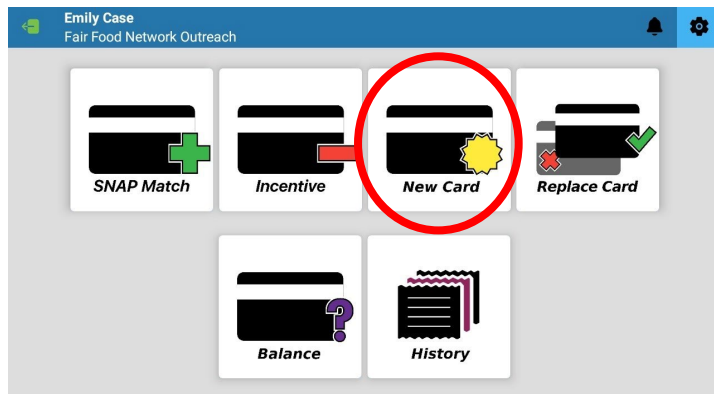 Emily Case
Fair Food Network Outreach
SNAP Match
Incentive
New Card
Replace Card
Balance
History